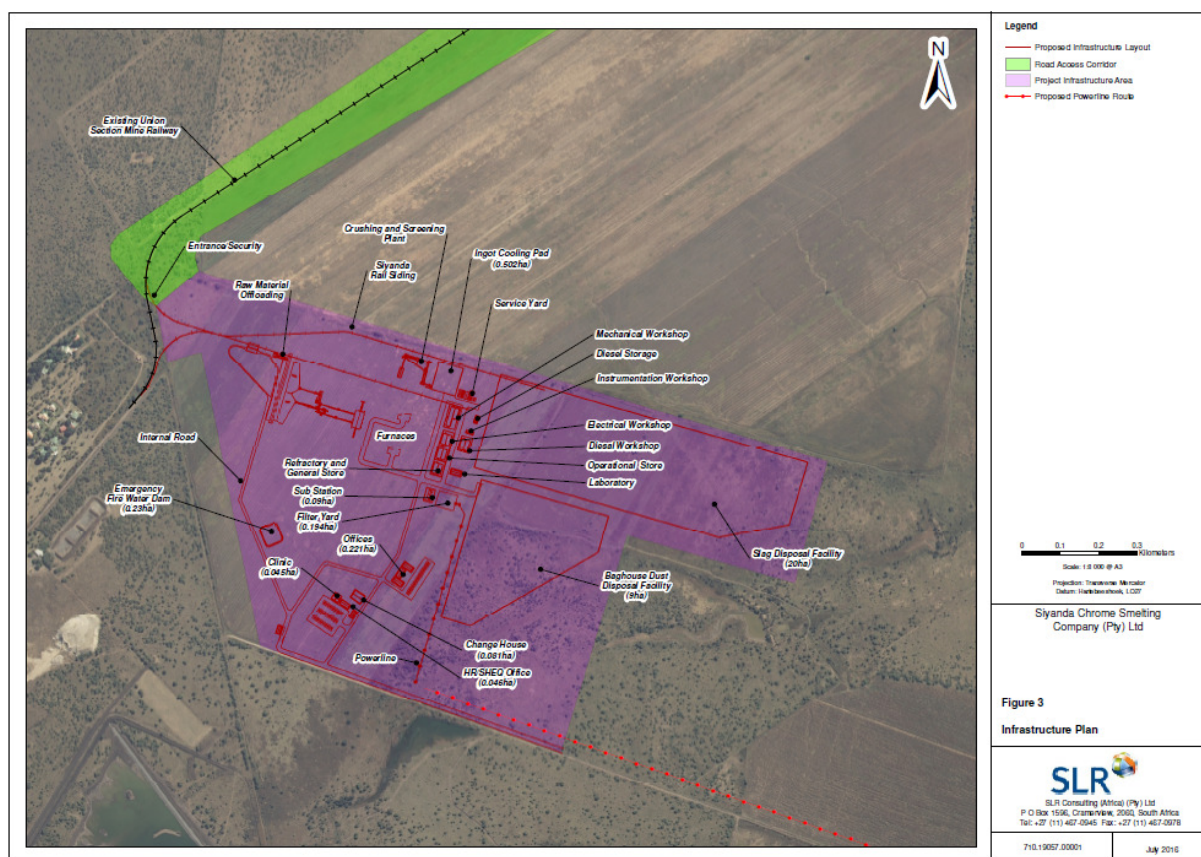 Existing Union
Section Mine Railway
Entrance/Security
Crushing and Screening
Plant
Siyanda
Rail Siding
Ingot Cooling Pad
(0.502ha)
Raw Material
Offloading
Service Yard
Mechanical Workshop
Diesel Storage
Instrumentation Workshop
Electrical Workshop
Diesal Workshop
Operational Store
Laboratory
Furnaces
Internal Road
Refractory and
General Store
Sub Station
(0.09ha)
Filter Yard
(0.194ha)
Emergency
Fire Water Dam
(0.23ha)
Offices
(0.221ha)
Clinic
(0.045ha)
Slag Disposal Facility
(20ha)
Baghouse Dust
Disposal Facility
(9ha)
Change House
(0.081ha)
Powerline
HR/SHEQ Office
(0.046ha)
N
Legend
Proposed Infrastructure Layout
Road Access Corridor
Project Infrastructure Area
Proposed Powerline Route
0 0.1 0.2 0.3
Kilometers
Scale: 1:8 000 @ A3
Projection: Transverse Mercator
Datum: Hartebeeshoek, LO27
Siyanda Chrome Smelting
Company (Pty) Ltd
Figure 3
Infrastructure Plan
SLR
SLR Consulting (Africa) (Pty) Ltd
P O Box 1596, Cramerview, 2060, South Africa
Tel: +27 (11) 467-0945 Fax: +27 (11) 467-0978
710.19057.00001
July 2016